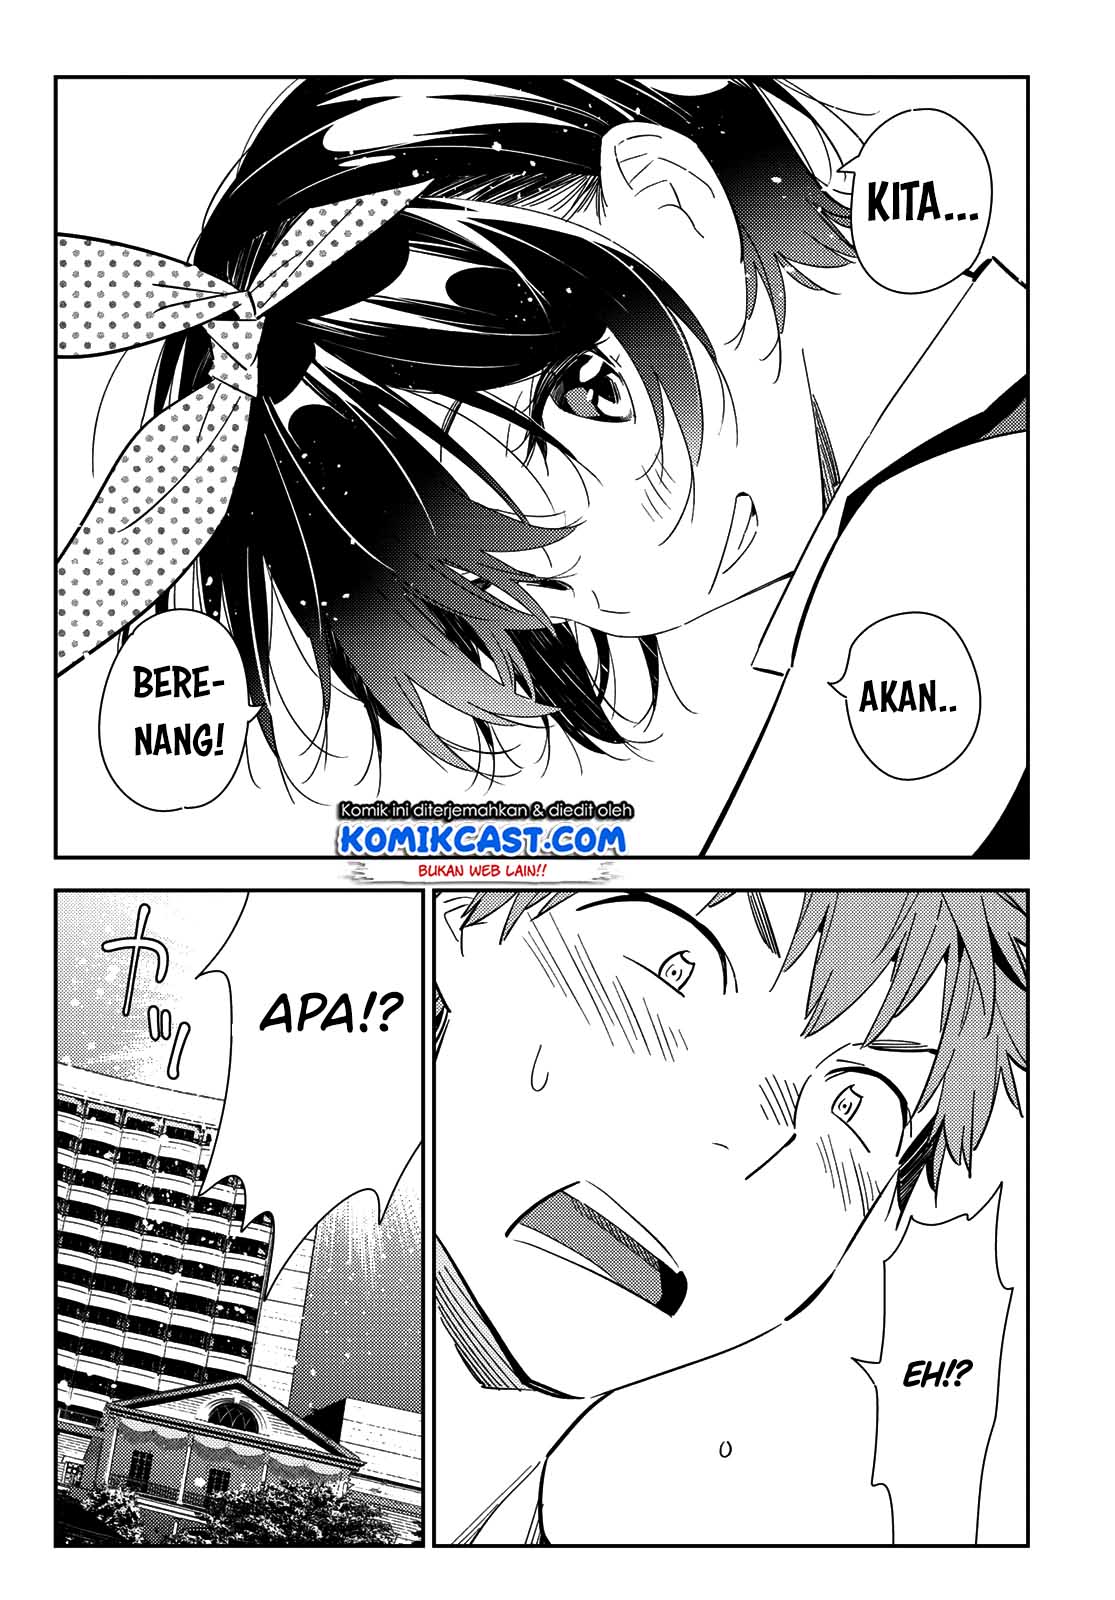 KITA...
AKAN..
BERE-
NANG!
Komik ini diterjemahkan & diedit oleh
KOMIKCAST.COM
BUKAN WEB LAIN!!
EH!?
APA!?
カッ